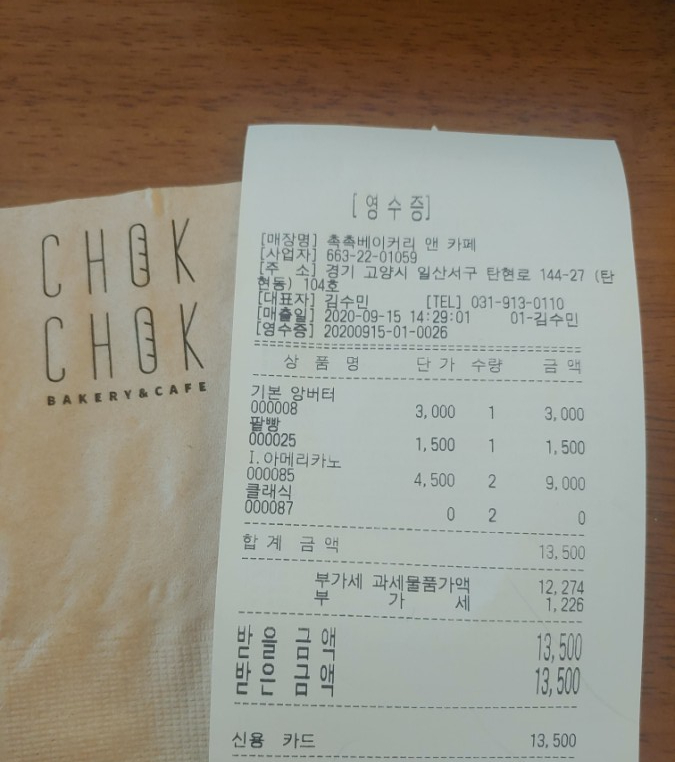 CHOK
CHOK
BAKERY&CAFE
[영수증]
[매장명] 촉촉베이커리 앤 카페
[사업자] 663-22-01059
[주 소] 경기 고양시 일산서구 탄현로 144-27 (탄
현동) 104호
[대표자] 김수민 [TEL] 031-913-0110
[매출일] 2020-09-15 14:29:01 01-김수민
[영수증] 20200915-01-0026
상 품 명 단 가 수량 금 액
기본 앙버터
000008 3,000 1 3,000
팥빵
000025 1,500 1 1,500
I.아메리카노
000085 4,500 2 9,000
클래식
000087 0 2 0
합 계 금 액 13,500
부가세 과세물품가액 12,274
부 가 세 1,226
받을금액 13,500
받은금액 13,500
신용 카드 13,500